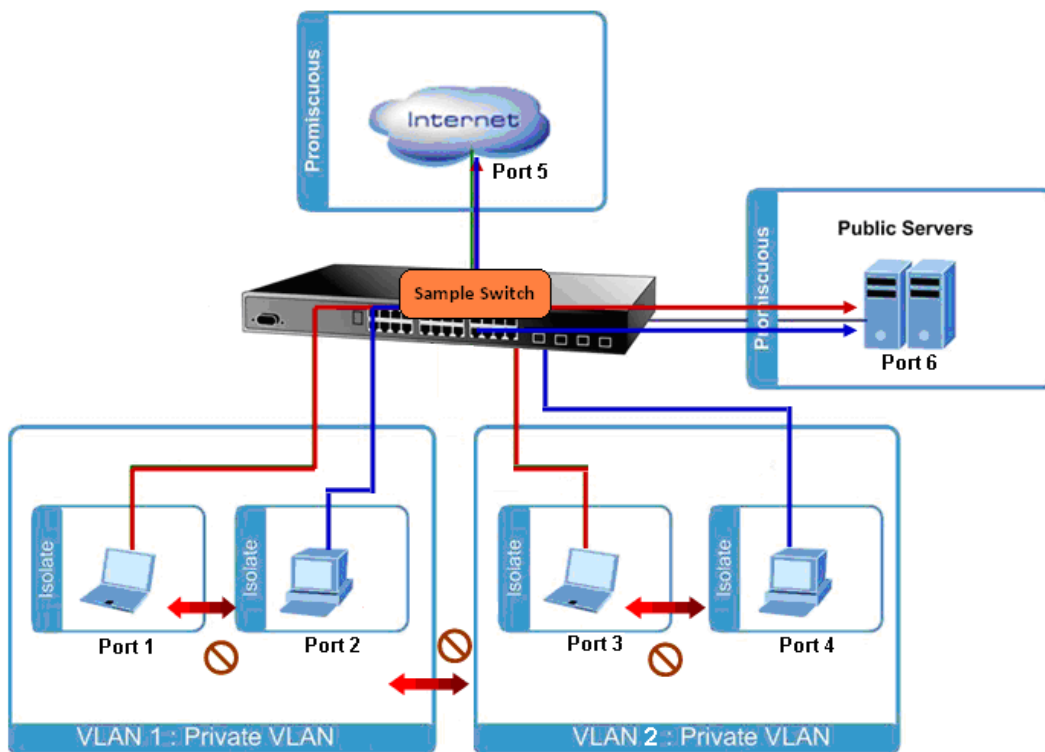 Promiscuous
Internet
Port 5
Promiscuous
Public Servers
Port 6
Sample Switch
Isolate
Port 1
Isolate
Port 2
Isolate
Port 3
Isolate
Port 4
VLAN 1 : Private VLAN
VLAN 2 : Private VLAN